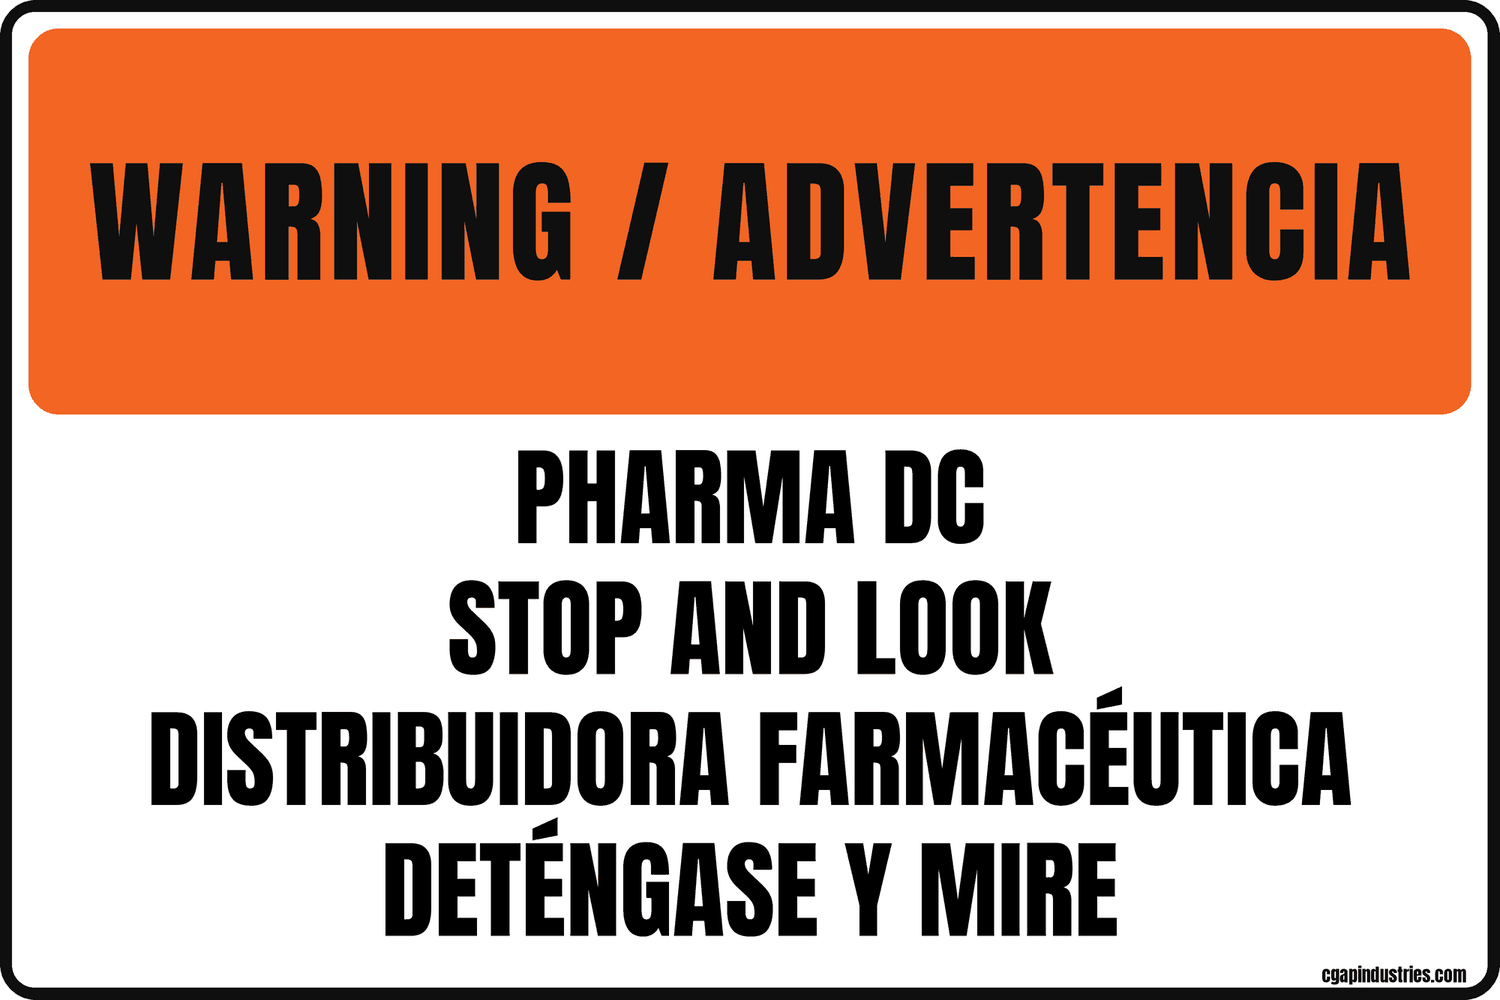 WARNING / ADVERTENCIA
PHARMA DC
STOP AND LOOK
DISTRIBUIDORA FARMACÉUTICA
DETÉNGASE Y MIRE
cgapindustries.com